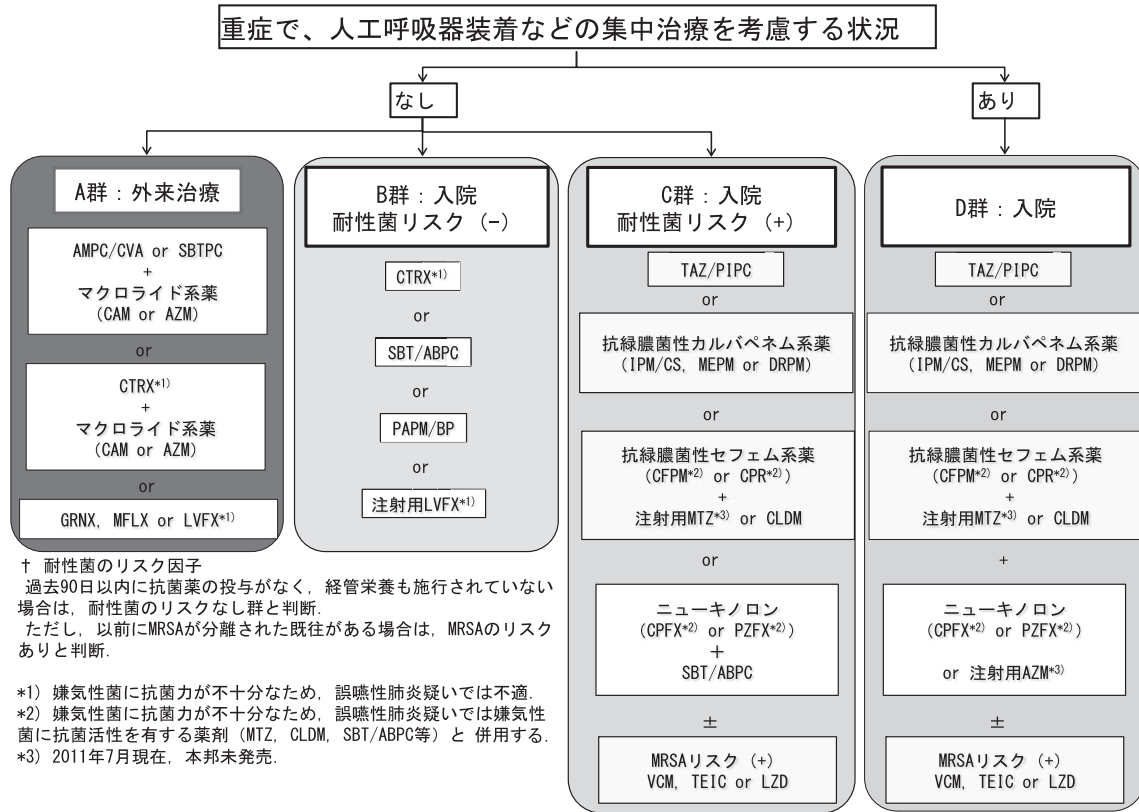 重症で、人工呼吸器装着などの集中治療を考慮する状況
なし
あり
A群：外来治療
AMPC/CVA or SBTPC
+
マクロライド系薬
(CAM or AZM)
or
CTRX*1)
+
マクロライド系薬
(CAM or AZM)
or
GRNX, MFLX or LVFX*1)
B群：入院
耐性菌リスク (−)
CTRX*1)
or
SBT/ABPC
or
PAPM/BP
or
注射用LVFX*1)
C群：入院
耐性菌リスク (+)
TAZ/PIPC
or
抗緑膿菌性カルバペネム系薬
(IPM/CS, MEPM or DRPM)
or
抗緑膿菌性セフェム系薬
(CFPM*2) or CPR*2))
+
注射用MTZ*3) or CLDM
or
ニューキノロン
(CPFX*2) or PZFX*2))
+
SBT/ABPC
±
MRSAリスク (+)
VCM, TEIC or LZD
D群：入院
TAZ/PIPC
or
抗緑膿菌性カルバペネム系薬
(IPM/CS, MEPM or DRPM)
or
抗緑膿菌性セフェム系薬
(CFPM*2) or CPR*2))
+
注射用MTZ*3) or CLDM
+
ニューキノロン
(CPFX*2) or PZFX*2))
or 注射用AZM*3)
±
MRSAリスク (+)
VCM, TEIC or LZD
† 耐性菌のリスク因子
過去90日以内に抗菌薬の投与がなく，経管栄養も施行されていない
場合は，耐性菌のリスクなし群と判断．
ただし，以前にMRSAが分離された既往がある場合は，MRSAのリスク
ありと判断．
*1) 嫌気性菌に抗菌力が不十分なため，誤嚥性肺炎疑いでは不適．
*2) 嫌気性菌に抗菌力が不十分なため，誤嚥性肺炎疑いでは嫌気性
菌に抗菌活性を有する薬剤（MTZ, CLDM, SBT/ABPC等）と 併用する．
*3) 2011年7月現在，本邦未発売．